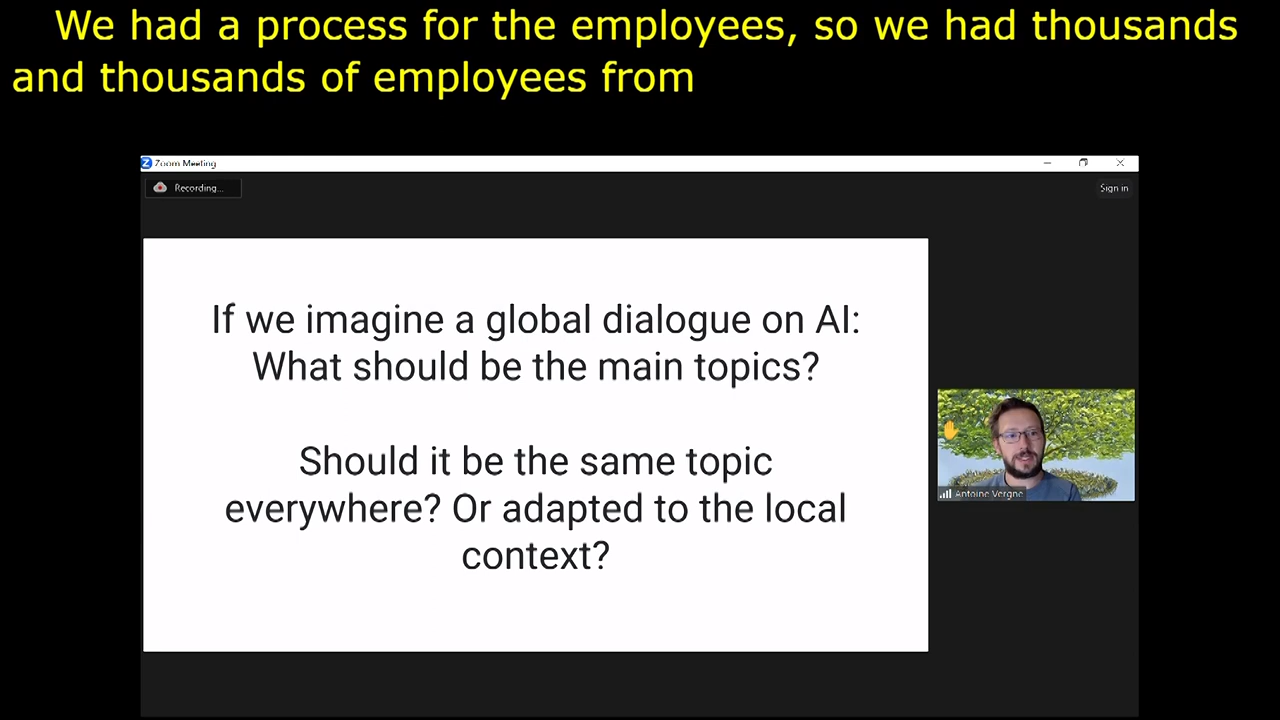 We had a process for the employees, so we had thousands
and thousands of employees from
Zoom Meeting
Recording...
Sign in
If we imagine a global dialogue on AI:
What should be the main topics?
Should it be the same topic
everywhere? Or adapted to the local
context?
Antoine Vergne